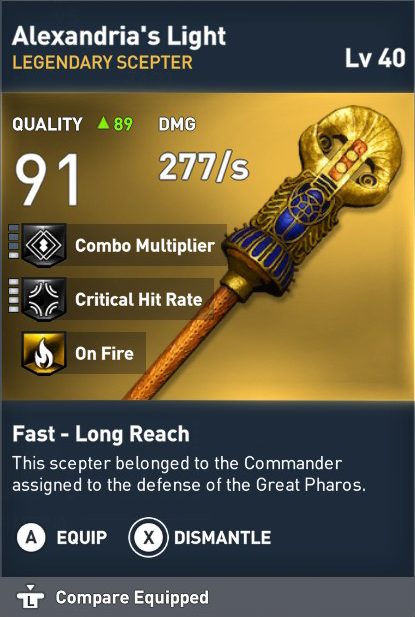 Alexandria's Light
LEGENDARY SCEPTER
Lv 40
QUALITY ▲89 DMG
91 277/s
Combo Multiplier
Critical Hit Rate
On Fire
Fast - Long Reach
This scepter belonged to the Commander
assigned to the defense of the Great Pharos.
A EQUIP X DISMANTLE
L Compare Equipped